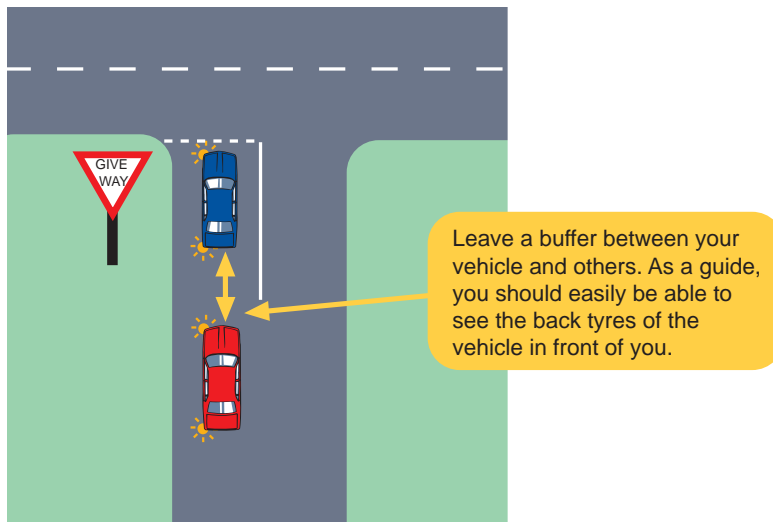 GIVE
WAY
Leave a buffer between your
vehicle and others. As a guide,
you should easily be able to
see the back tyres of the
vehicle in front of you.